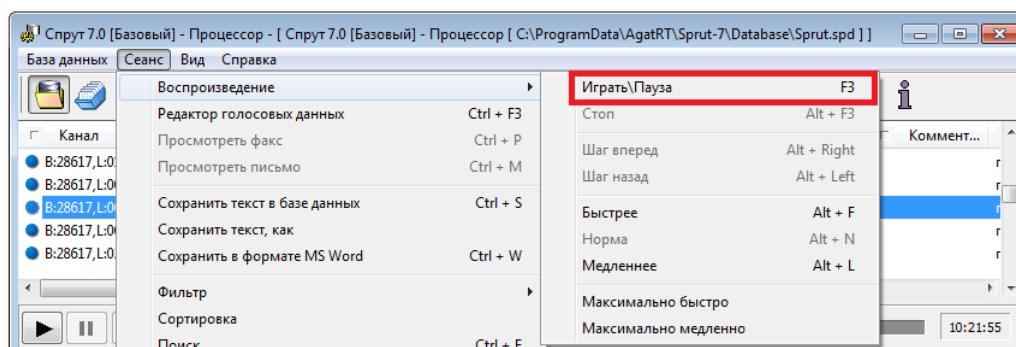 Спрут 7.0 [Базовый] - Процессор - [ Спрут 7.0 [Базовый] - Процессор [ C:\ProgramData\AgatRT\Sprut-7\Database\Sprut.spd ] ]
База данных Сеанс Вид Справка
Воспроизведение
Редактор голосовых данных Ctrl + F3
Просмотреть факс Ctrl + P
Просмотреть письмо Ctrl + M
Сохранить текст в базе данных Ctrl + S
Сохранить текст, как
Сохранить в формате MS Word Ctrl + W
Фильтр
Сортировка
Поиск Ctrl + F
Играть\Пауза F3
Стоп Alt + F3
Шаг вперед Alt + Right
Шаг назад Alt + Left
Быстрее Alt + F
Норма Alt + N
Медленнее Alt + L
Максимально быстро
Максимально медленно
Канал Коммент...
B:28617,L:0
B:28617,L:0
B:28617,L:0
B:28617,L:0
B:28617,L:0
10:21:55